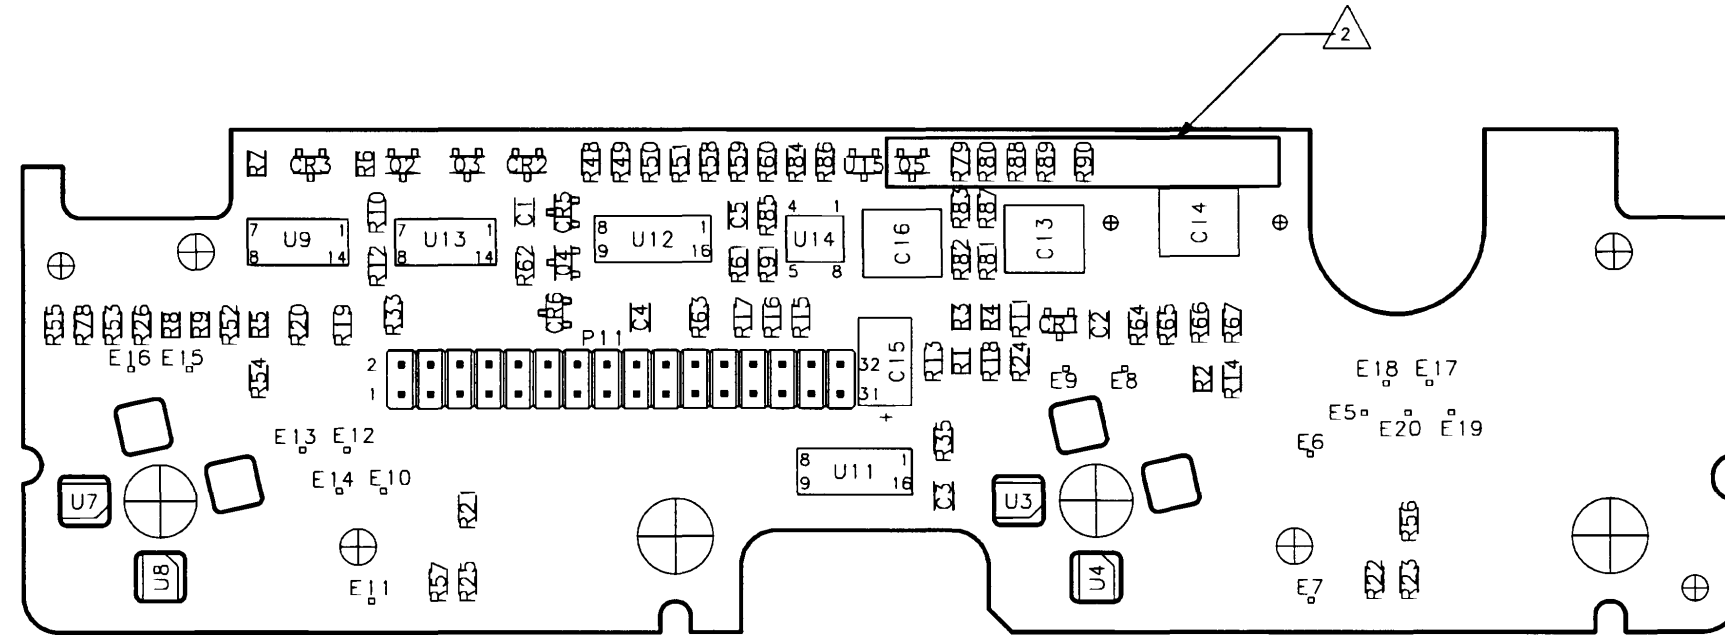 2
R7 CR3 R6 Q2 Q3 CR2 R48 R49 R50 R51 R58 R59 R60 R84 R86 U15 Q5 R79 R80 R88 R89 R90
R10 C1 CR5 C5 R85 4 1 R83 R87
7 1 U9 8 14
7 1 U13 8 14
8 1 U12 9 16
U14
C16 C13 C14
R12 R62 Q4 R61 R91 5 8 R82 R81
R55 R78 R53 R26 R8 R9 R52 R5 R20 R19 R33 CR6 C4 R63 R17 R16 R15 R3 R4 R11 CR1 C2 R64 R65 R66 R67
P11
E16 E15 R54 2 32 C15 R13 R1 R18 R24 E9 E8 R2 R14 E18 E17
1 31
+
E5 E20 E19
E13 E12 R35 E6
8 1 U11 9 16
E14 E10 C3
U7 R21 U3 R56
U8 R57 R25 U4 R22 R23
E11 E7